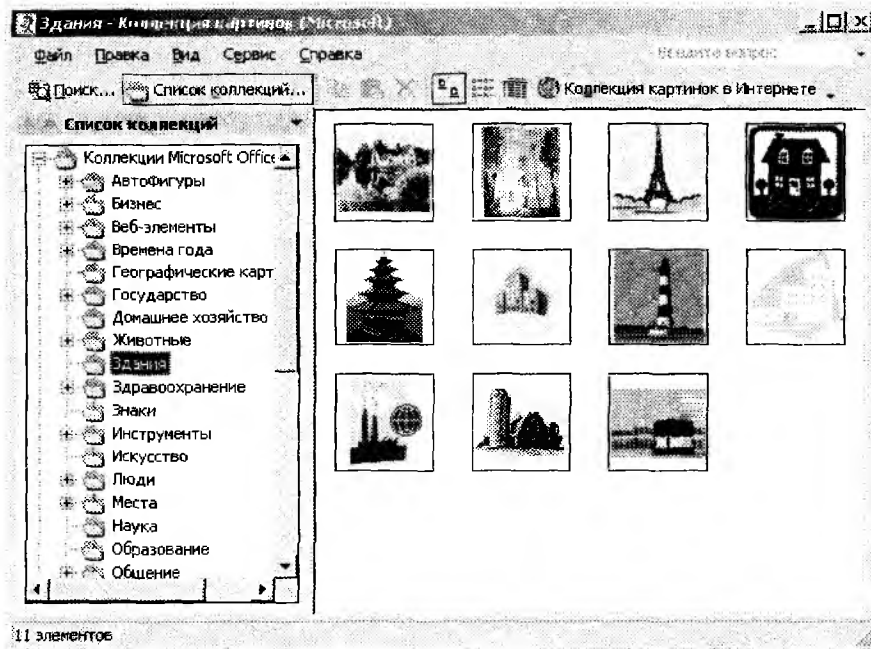 Здания - Коллекция картинок (Microsoft)
Файл Правка Вид Сервис Справка
Введите вопрос
Поиск... Список коллекций... Коллекция картинок в Интернете
Список коллекций
Коллекции Microsoft Office
АвтоФигуры
Бизнес
Веб-элементы
Времена года
Географические карт
Государство
Домашнее хозяйство
Животные
Здания
Здравоохранение
Знаки
Инструменты
Искусство
Люди
Места
Наука
Образование
Общение
11 элементов